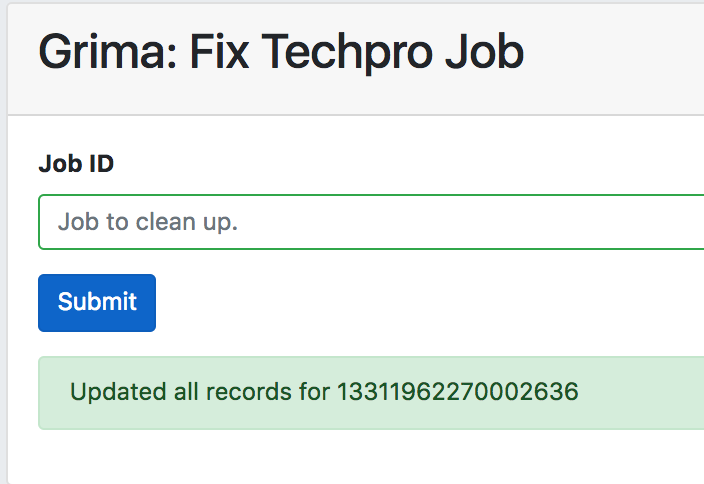 Grima: Fix Techpro Job
Job ID
Job to clean up.
Submit
Updated all records for 13311962270002636